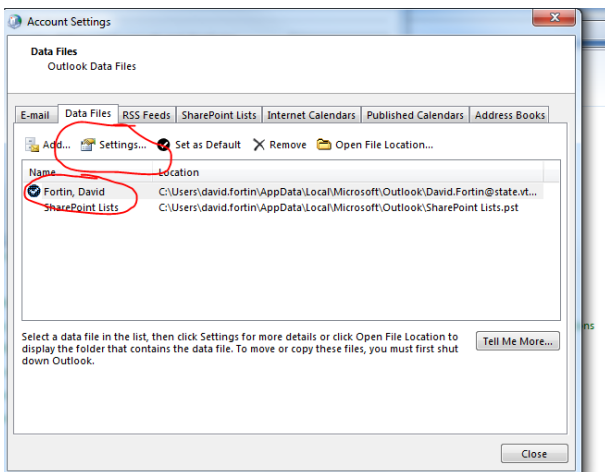 Account Settings
Data Files
Outlook Data Files
E-mail Data Files RSS Feeds SharePoint Lists Internet Calendars Published Calendars Address Books
Add... Settings... Set as Default Remove Open File Location...
Name Location
Fortin, David C:\Users\david.fortin\AppData\Local\Microsoft\Outlook\David.Fortin@state.vt...
SharePoint Lists C:\Users\david.fortin\AppData\Local\Microsoft\Outlook\SharePoint Lists.pst
ns
Select a data file in the list, then click Settings for more details or click Open File Location to
display the folder that contains the data file. To move or copy these files, you must first shut
down Outlook.
Tell Me More...
Close